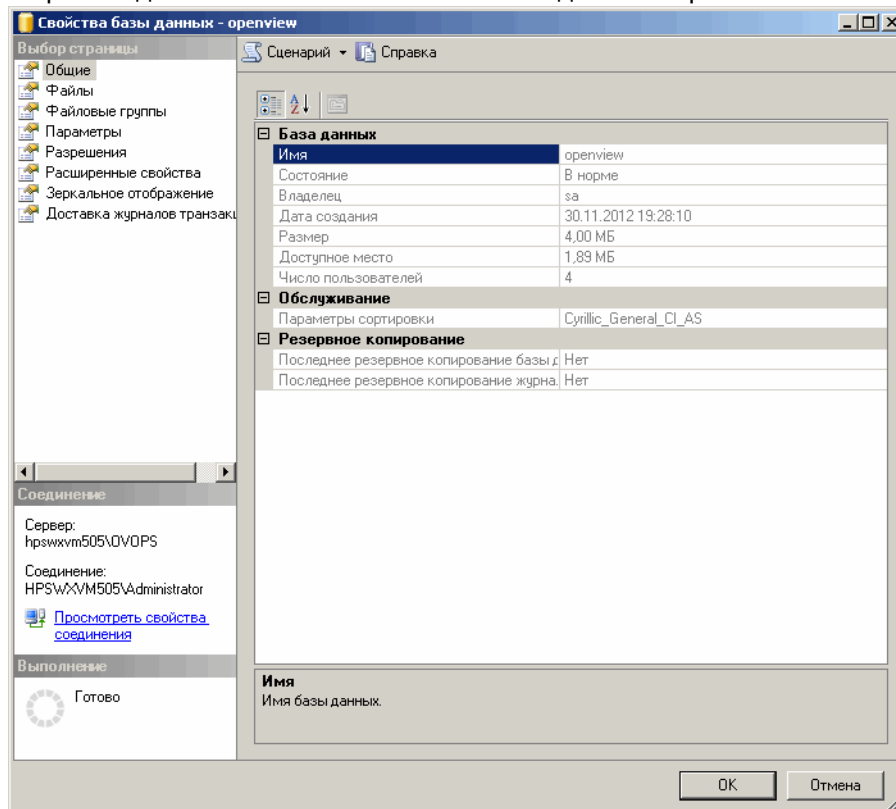 Свойства базы данных - openview
Выбор страницы
Общие
Файлы
Файловые группы
Параметры
Разрешения
Расширенные свойства
Зеркальное отображение
Доставка журналов транзакц
Сценарий
Справка
База данных
Имя openview
Состояние В норме
Владелец sa
Дата создания 30.11.2012 19:28:10
Размер 4,00 МБ
Доступное место 1,89 МБ
Число пользователей 4
Обслуживание
Параметры сортировки Cyrillic_General_CI_AS
Резервное копирование
Последнее резервное копирование базы д Нет
Последнее резервное копирование журна. Нет
Соединение
Сервер:
hpswxvm505\OVOPS
Соединение:
HPSWXVM505\Administrator
Просмотреть свойства
соединения
Выполнение
Готово
Имя
Имя базы данных.
OK Отмена